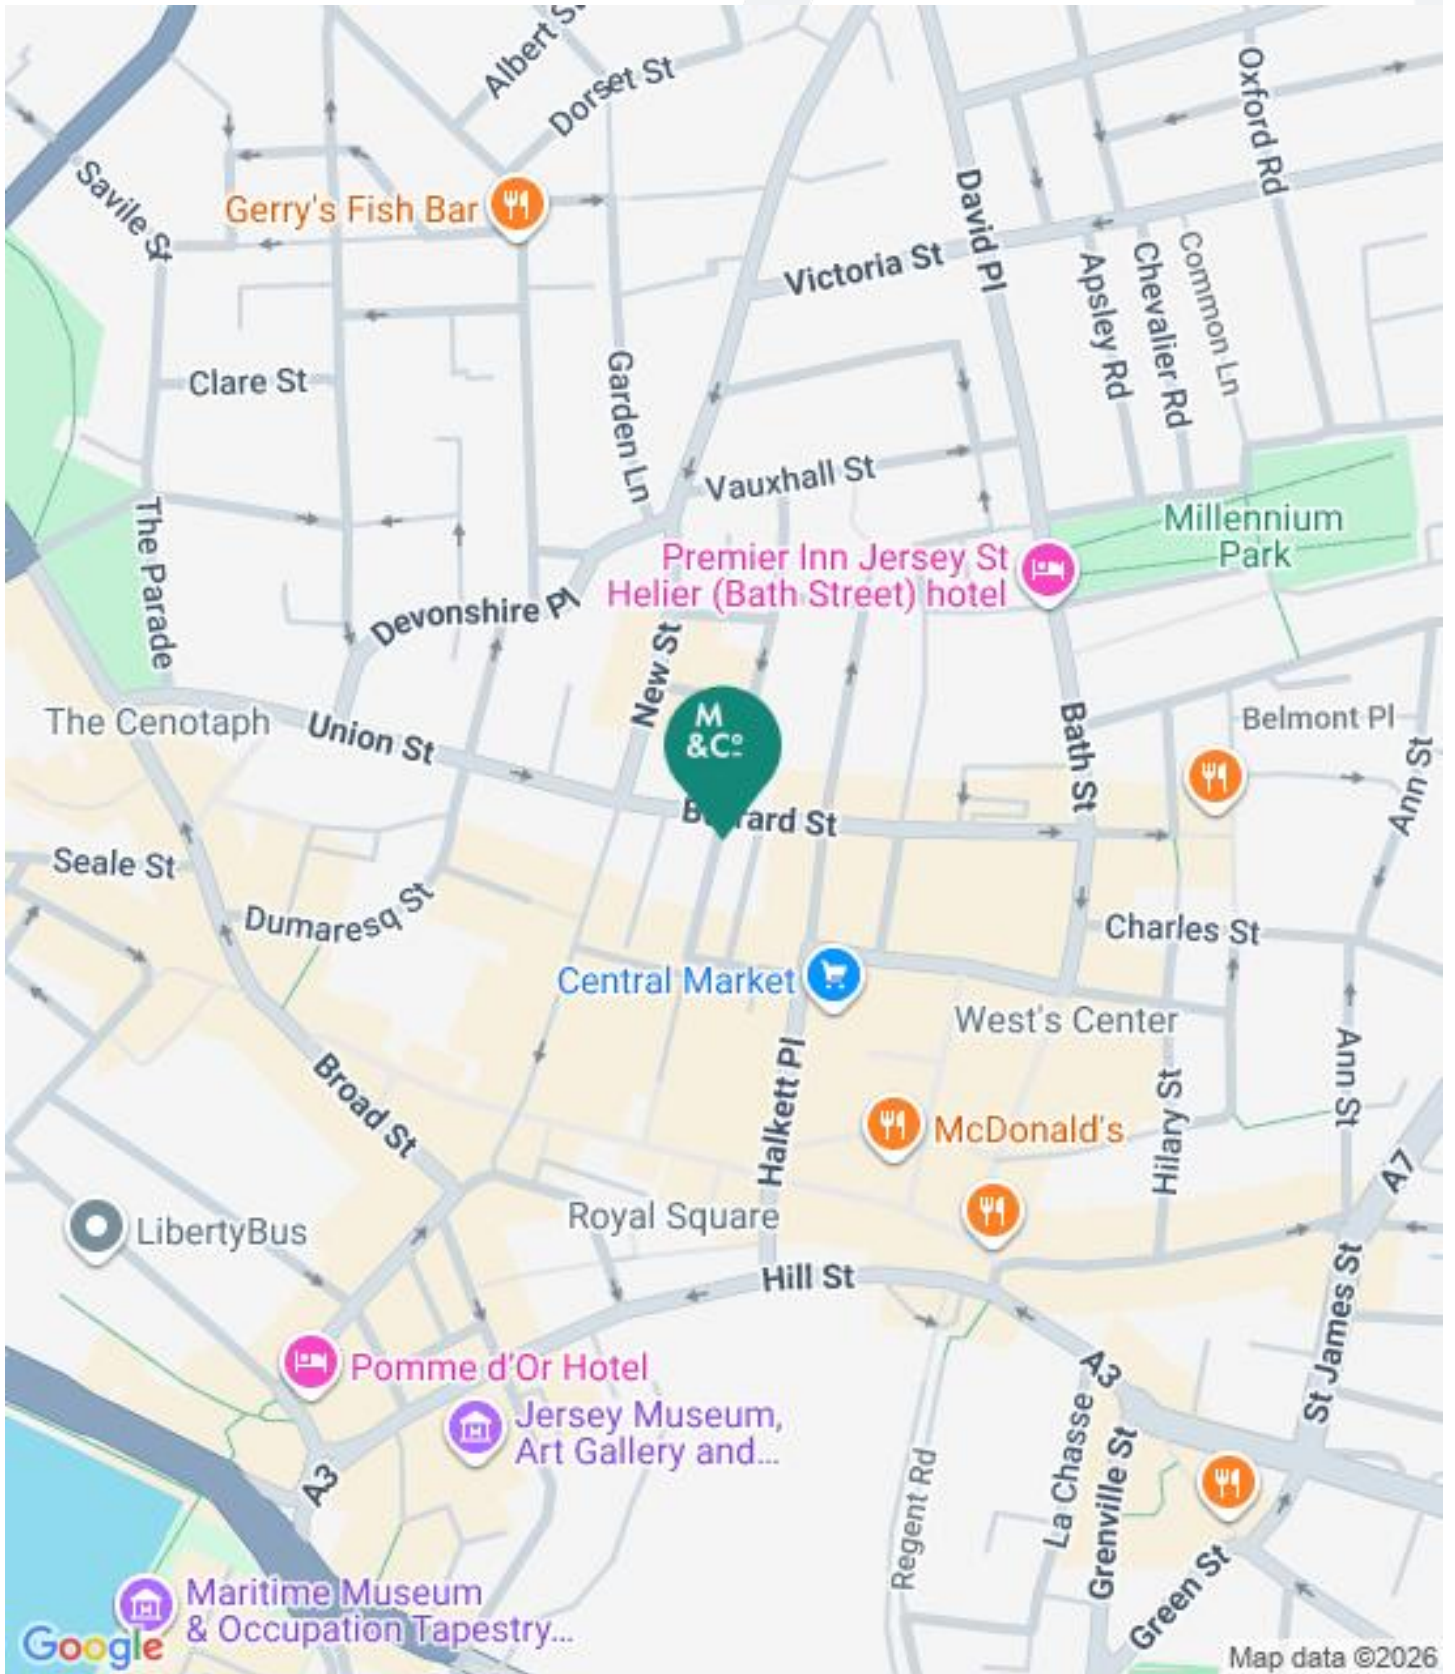 Albert St
Dorset St
Oxford Rd
Savile St
Gerry's Fish Bar
David Pl
Victoria St
Apsley Rd
Chevalier Rd
Common Ln
Clare St
Garden Ln
Vauxhall St
The Parade
Millennium
Park
Premier Inn Jersey St
Helier (Bath Street) hotel
Devonshire Pl
New St
The Cenotaph
Union St
M
&Cº
Bath St
Belmont Pl
Ann St
St
Seale St
Dumaresq St
Charles St
Central Market
West's Center
Broad St
Halkett Pl
Hilary St
Ann St
McDonald's
A7
LibertyBus
Royal Square
Hill St
St James St
Pomme d'Or Hotel
A3
La Chasse
Grenville St
Jersey Museum,
Art Gallery and...
A3
Regent Rd
Green St
Maritime Museum
& Occupation Tapestry...
Google
Map data ©2026